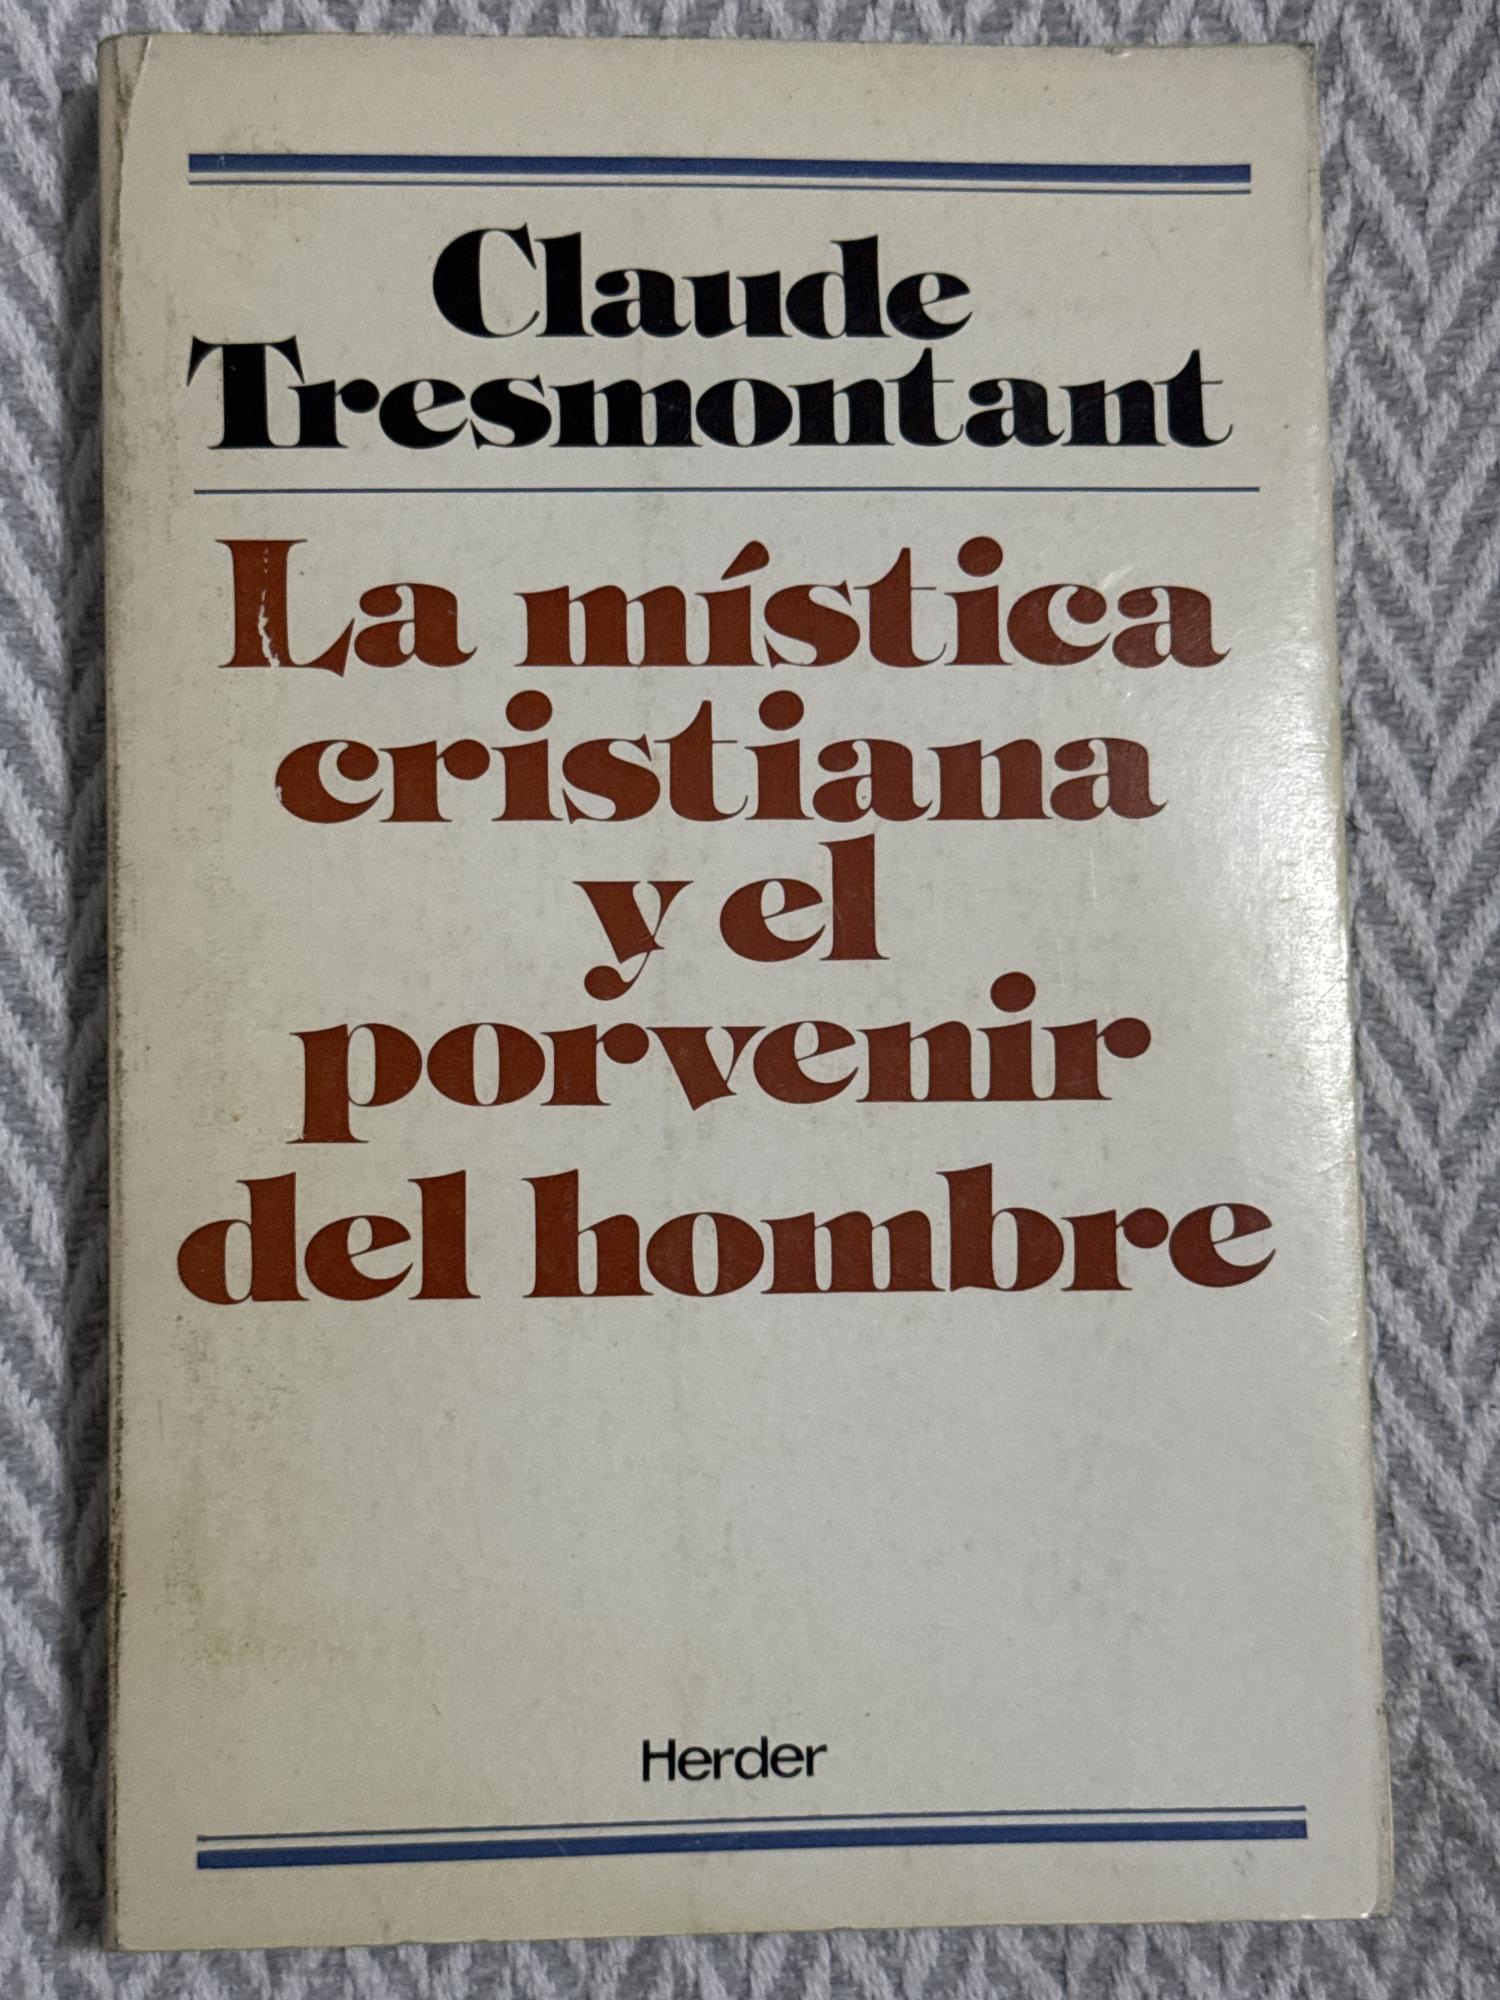 Claude
Tresmontant
La mística
cristiana
y el
porvenir
del hombre
Herder